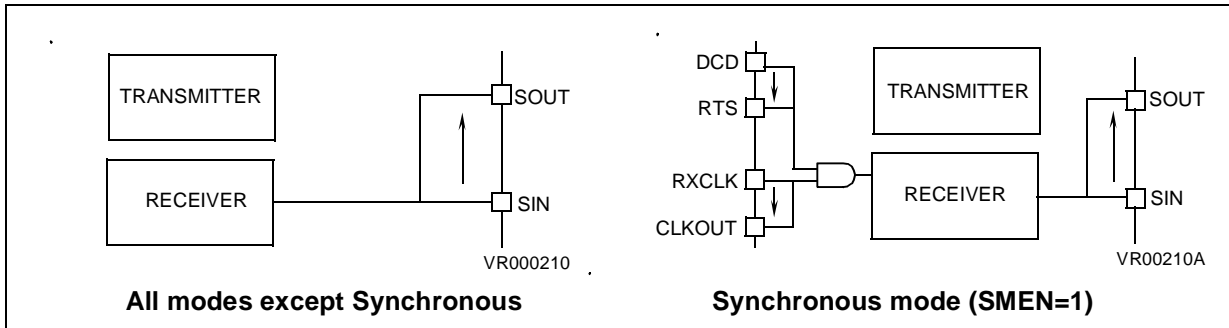 TRANSMITTER
RECEIVER
SOUT
SIN
VR000210
All modes except Synchronous
DCD
RTS
RXCLK
CLKOUT
TRANSMITTER
RECEIVER
SOUT
SIN
VR00210A
Synchronous mode (SMEN=1)